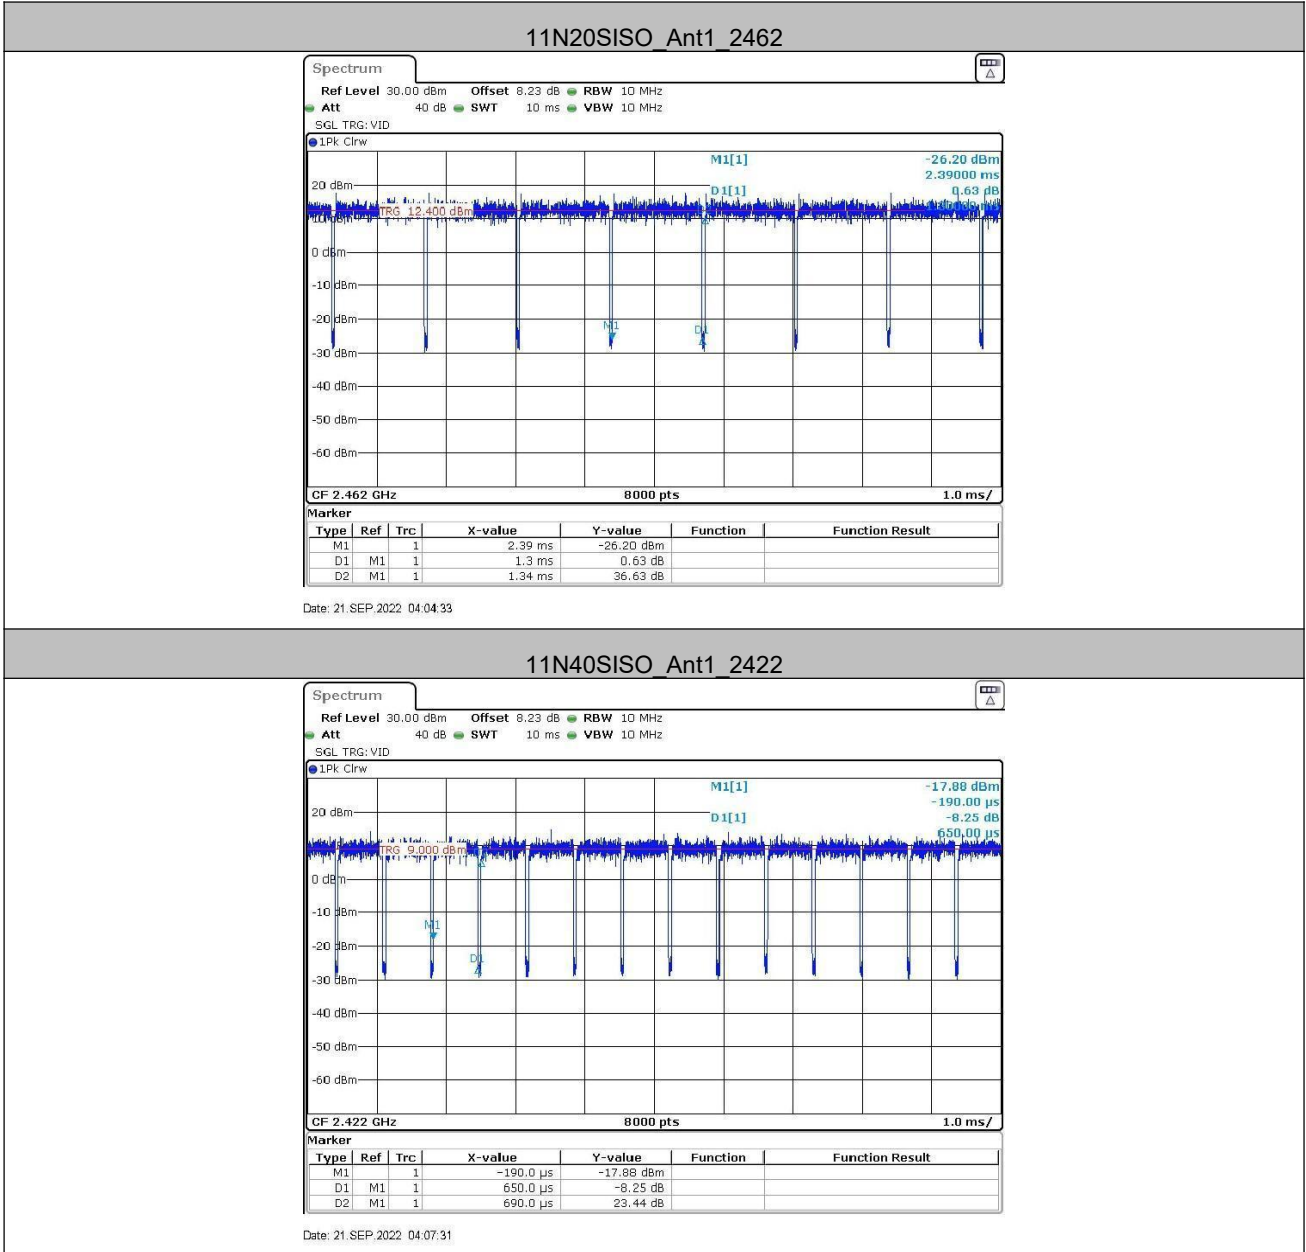 11N20SISO_Ant1_2462
Spectrum
Ref Level 30.00 dBm Offset 8.23 dB RBW 10 MHz
Att 40 dB SWT 10 ms VBW 10 MHz
SGL TRG: VID
1Pk Clrw
M1[1] -26.20 dBm
2.39000 ms
20 dBm
D1[1] 0.63 dB
TRG 12.400 dBm
10 dBm
0 dBm
-10 dBm
-20 dBm
M1
D1
-30 dBm
-40 dBm
-50 dBm
-60 dBm
CF 2.462 GHz 8000 pts 1.0 ms/
Marker
Type Ref Trc X-value Y-value Function Function Result
M1 1 2.39 ms -26.20 dBm
D1 M1 1 1.3 ms 0.63 dB
D2 M1 1 1.34 ms 36.63 dB
Date: 21.SEP.2022 04:04:33
11N40SISO_Ant1_2422
Spectrum
Ref Level 30.00 dBm Offset 8.23 dB RBW 10 MHz
Att 40 dB SWT 10 ms VBW 10 MHz
SGL TRG: VID
1Pk Clrw
M1[1] -17.88 dBm
-190.00 µs
20 dBm
D1[1] -8.25 dB
650.00 µs
TRG 9.000 dBm
0 dBm
-10 dBm
M1
-20 dBm
D1
-30 dBm
-40 dBm
-50 dBm
-60 dBm
CF 2.422 GHz 8000 pts 1.0 ms/
Marker
Type Ref Trc X-value Y-value Function Function Result
M1 1 -190.0 µs -17.88 dBm
D1 M1 1 650.0 µs -8.25 dB
D2 M1 1 690.0 µs 23.44 dB
Date: 21.SEP.2022 04:07:31